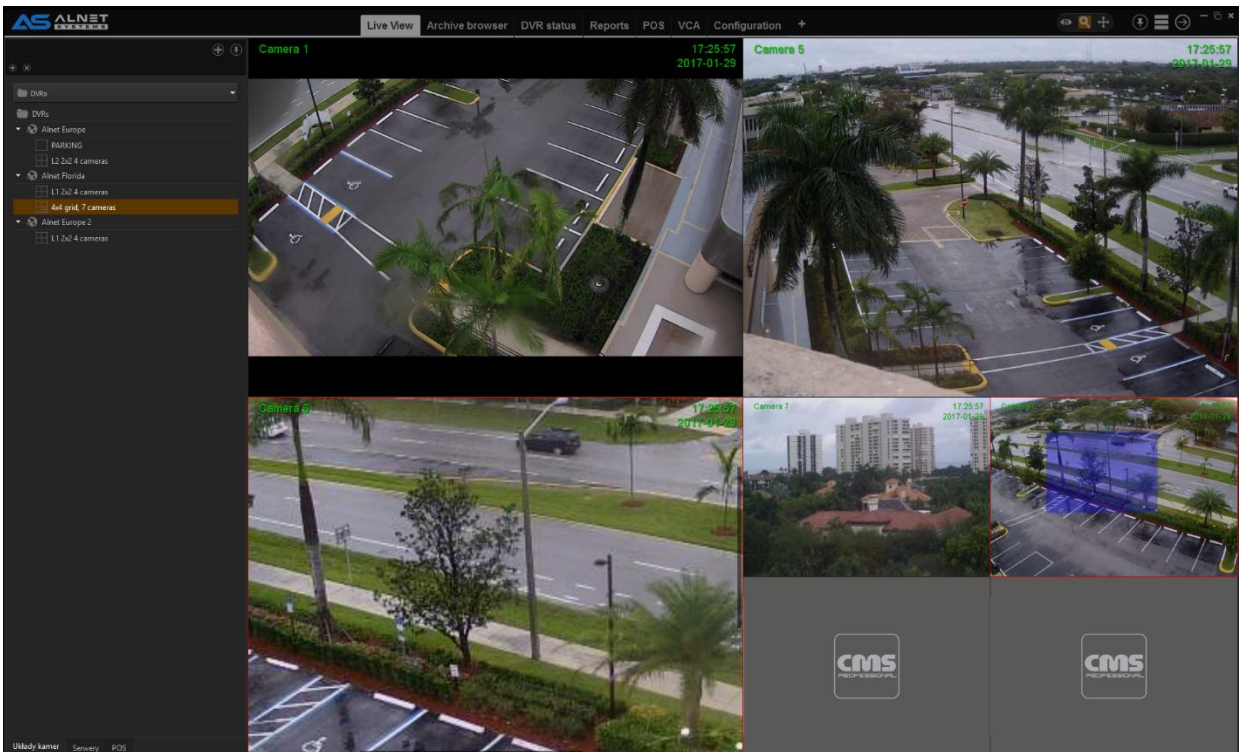 AS ALNET
SYSTEMS
Live View
Archive browser
DVR status
Reports
POS
VCA
Configuration
+
DVRs
DVRs
Alnet Europe
PARKING
L2 2x2 4 cameras
Alnet Florida
L1 2x2 4 cameras
4x4 grid, 7 cameras
Alnet Europe 2
L1 2x2 4 cameras
Układy kamer
Serwery
POS
Camera 1
17:25:57
2017-01-29
Camera 5
17:25:57
2017-01-29
Camera 6
17:25:57
2017-01-29
Camera 7
17:25:57
2017-01-29
cms
PROFESSIONAL
cms
PROFESSIONAL